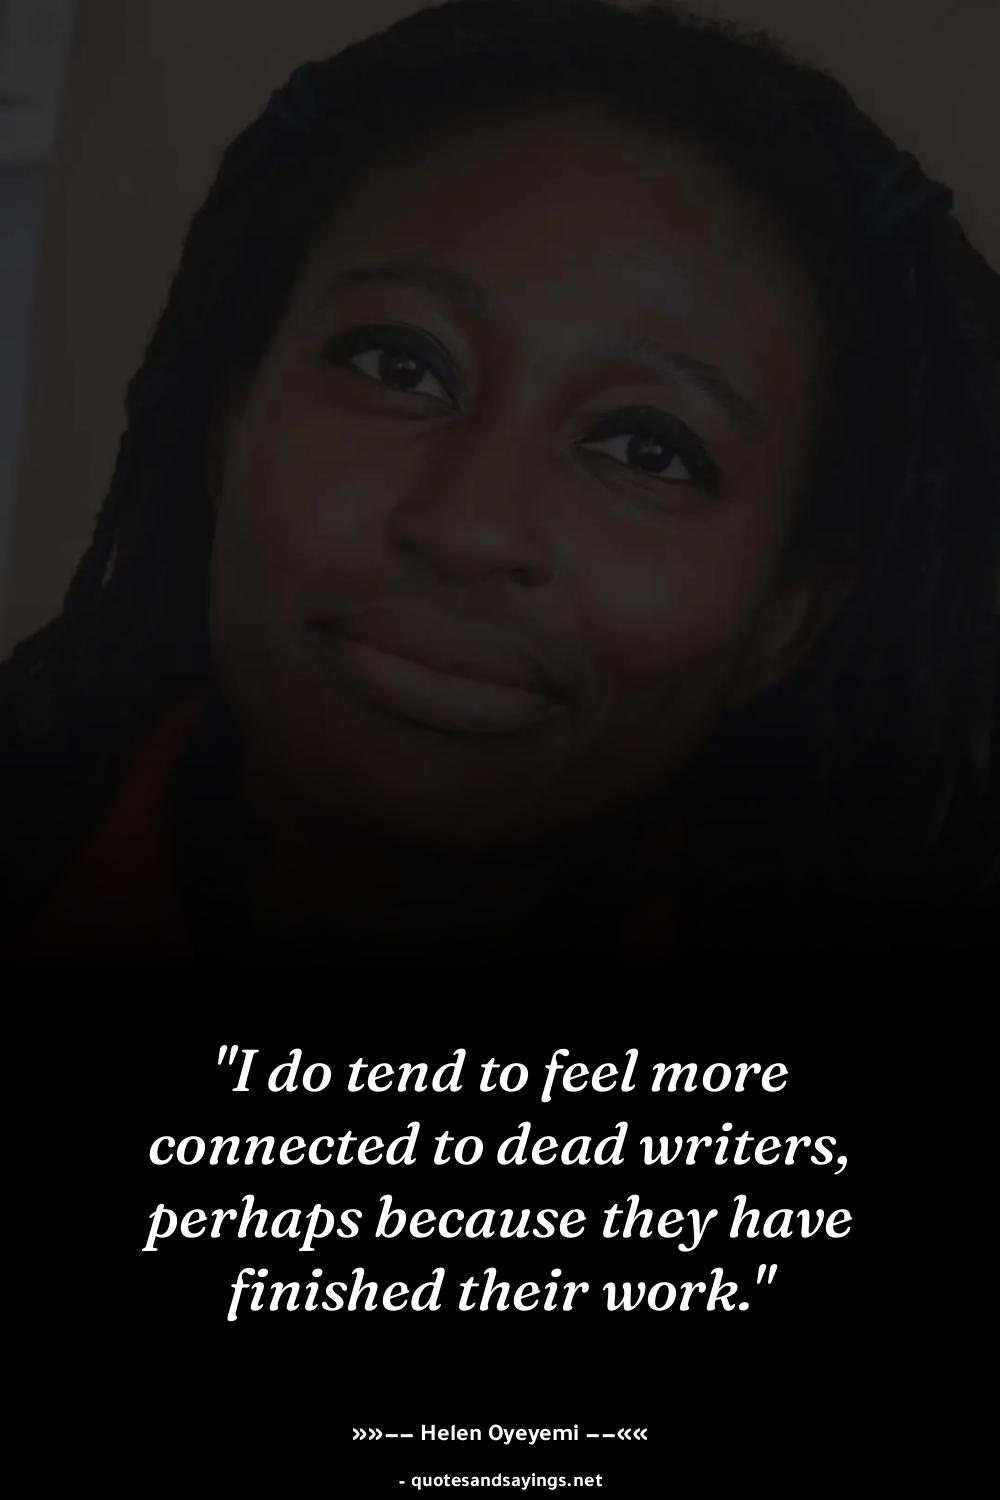 "I do tend to feel more
connected to dead writers,
perhaps because they have
finished their work."
»»−− Helen Oyeyemi −−««
- quotesandsayings.net